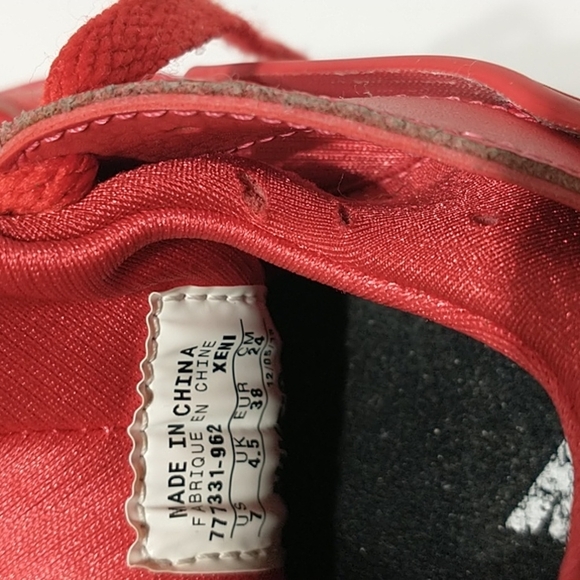 MADE IN CHINA
FABRIQUE EN CHINE
777331-962 XENI
US UK EUR CM
7 4.5 38 24